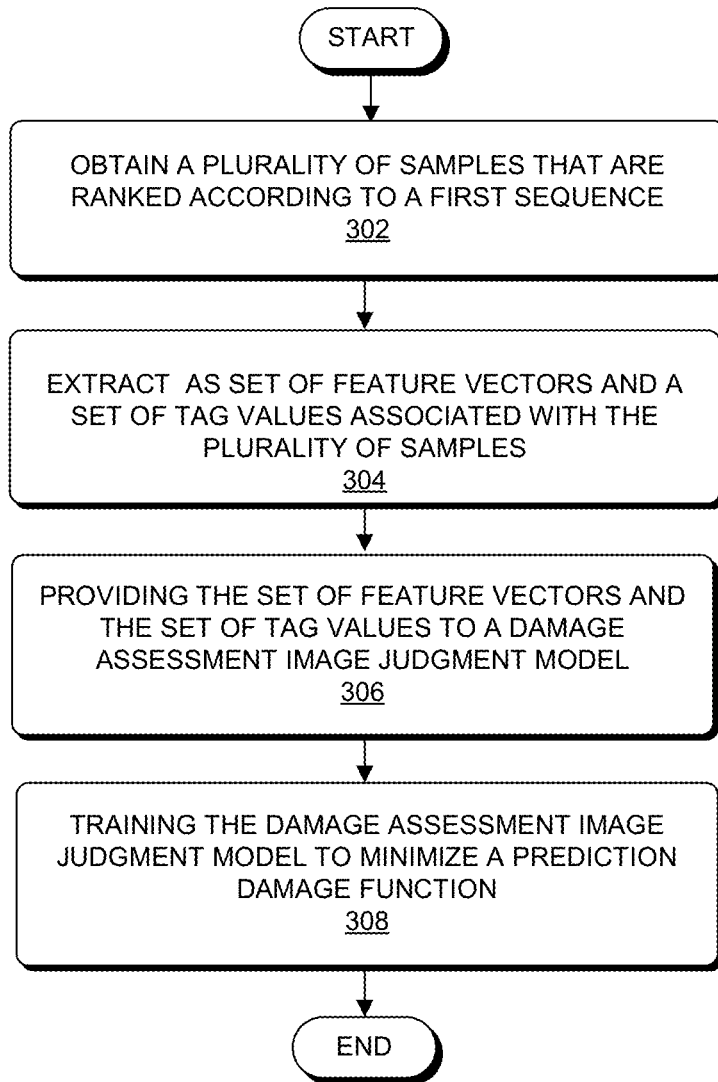 START
OBTAIN A PLURALITY OF SAMPLES THAT ARE
RANKED ACCORDING TO A FIRST SEQUENCE
302
EXTRACT AS SET OF FEATURE VECTORS AND A
SET OF TAG VALUES ASSOCIATED WITH THE
PLURALITY OF SAMPLES
304
PROVIDING THE SET OF FEATURE VECTORS AND
THE SET OF TAG VALUES TO A DAMAGE
ASSESSMENT IMAGE JUDGMENT MODEL
306
TRAINING THE DAMAGE ASSESSMENT IMAGE
JUDGMENT MODEL TO MINIMIZE A PREDICTION
DAMAGE FUNCTION
308
END